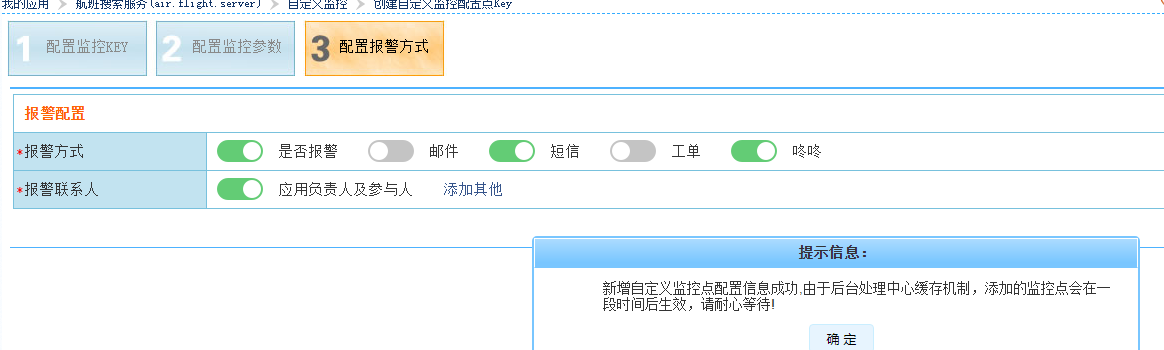 我的应用 航班搜索服务(air.flight.server) 自定义监控 创建自定义监控配置点Key
1 配置监控KEY 2 配置监控参数 3 配置报警方式
报警配置
*报警方式 是否报警 邮件 短信 工单 咚咚
*报警联系人 应用负责人及参与人 添加其他
提示信息：
新增自定义监控点配置信息成功,由于后台处理中心缓存机制，添加的监控点会在一
段时间后生效，请耐心等待!
确 定